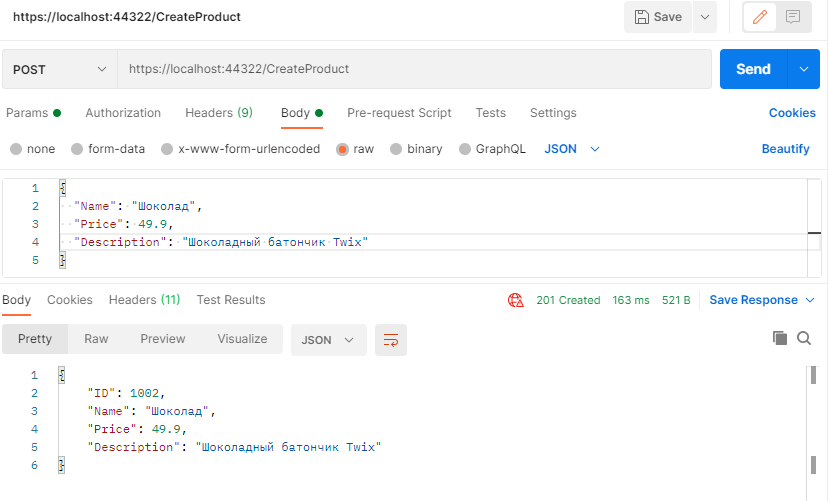 https://localhost:44322/CreateProduct Save
POST https://localhost:44322/CreateProduct Send
Params Authorization Headers (9) Body Pre-request Script Tests Settings Cookies
none form-data x-www-form-urlencoded raw binary GraphQL JSON Beautify
1 {
2 "Name": "Шоколад",
3 "Price": 49.9,
4 "Description": "Шоколадный батончик Twix"
5 }
Body Cookies Headers (11) Test Results 201 Created 163 ms 521 B Save Response
Pretty Raw Preview Visualize JSON
1 {
2 "ID": 1002,
3 "Name": "Шоколад",
4 "Price": 49.9,
5 "Description": "Шоколадный батончик Twix"
6 }